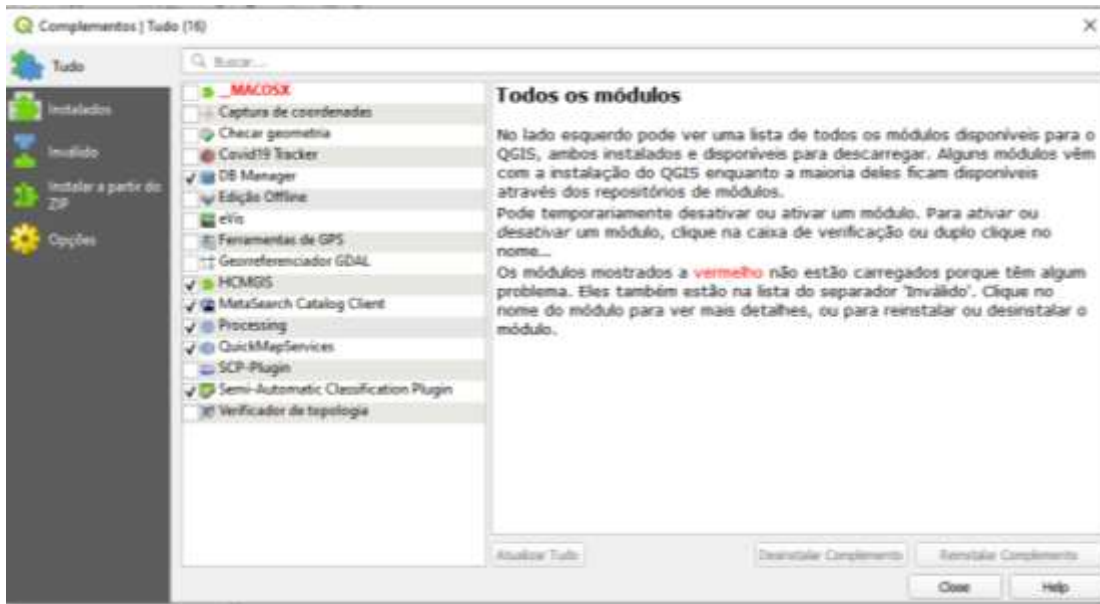 Complementos | Tudo (16)
Tudo
Instalados
Inválido
Instalar a partir do
ZIP
Opções
Buscar...
__MACOSX
Captura de coordenadas
Checar geometria
Covid19 Tracker
DB Manager
Edição Offline
eVis
Ferramentas de GPS
Georreferenciador GDAL
HCMGIS
MetaSearch Catalog Client
Processing
QuickMapServices
SCP-Plugin
Semi-Automatic Classification Plugin
Verificador de topologia
Todos os módulos
No lado esquerdo pode ver uma lista de todos os módulos disponíveis para o
QGIS, ambos instalados e disponíveis para descarregar. Alguns módulos vêm
com a instalação do QGIS enquanto a maioria deles ficam disponíveis
através dos repositórios de módulos.
Pode temporariamente desativar ou ativar um módulo. Para ativar ou
desativar um módulo, clique na caixa de verificação ou duplo clique no
nome...
Os módulos mostrados a vermelho não estão carregados porque têm algum
problema. Eles também estão na lista do separador 'Inválido'. Clique no
nome do módulo para ver mais detalhes, ou para reinstalar ou desinstalar o
módulo.
Atualizar Tudo
Desinstalar Complemento
Reinstalar Complemento
Close
Help